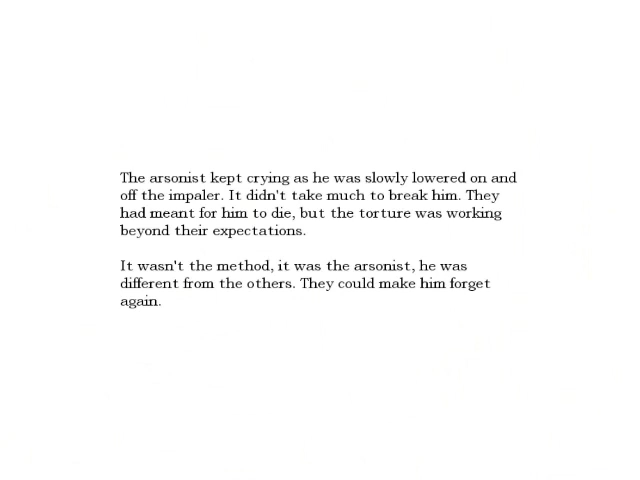 The arsonist kept crying as he was slowly lowered on and
off the impaler. It didn't take much to break him. They
had meant for him to die, but the torture was working
beyond their expectations.

It wasn't the method, it was the arsonist, he was
different from the others. They could make him forget
again.